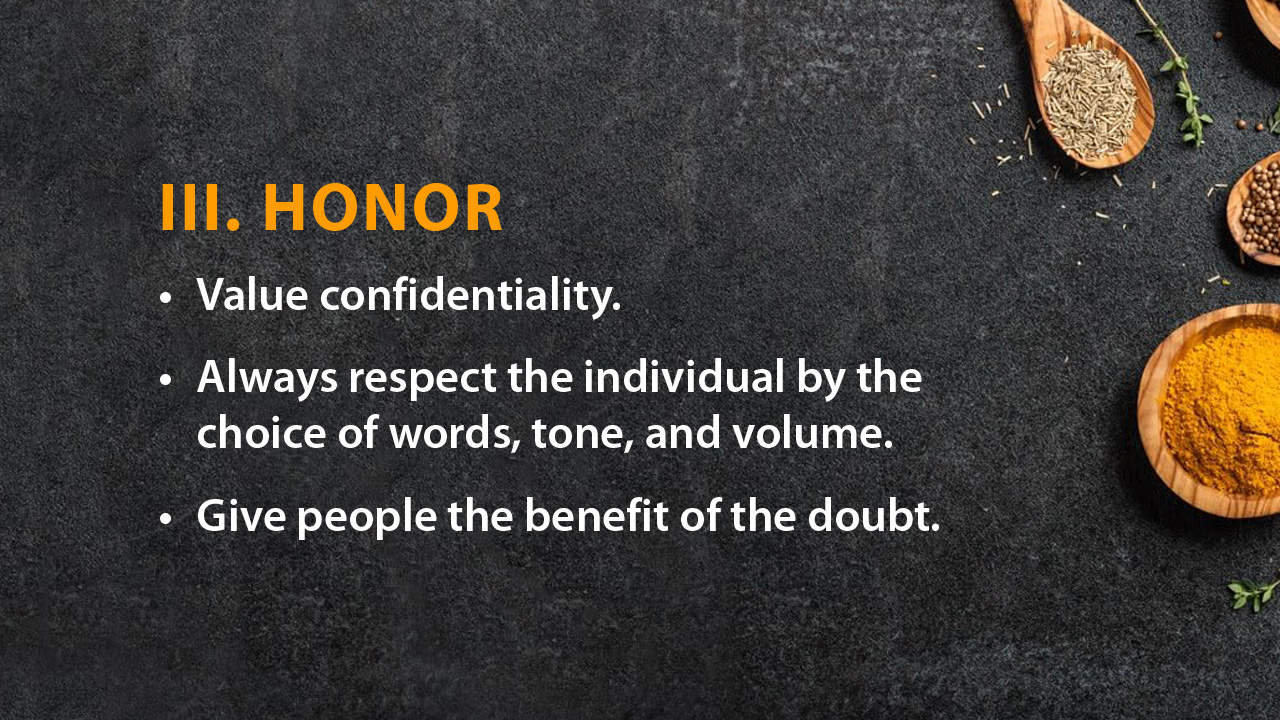 III. HONOR
• Value confidentiality.
• Always respect the individual by the
choice of words, tone, and volume.
• Give people the benefit of the doubt.